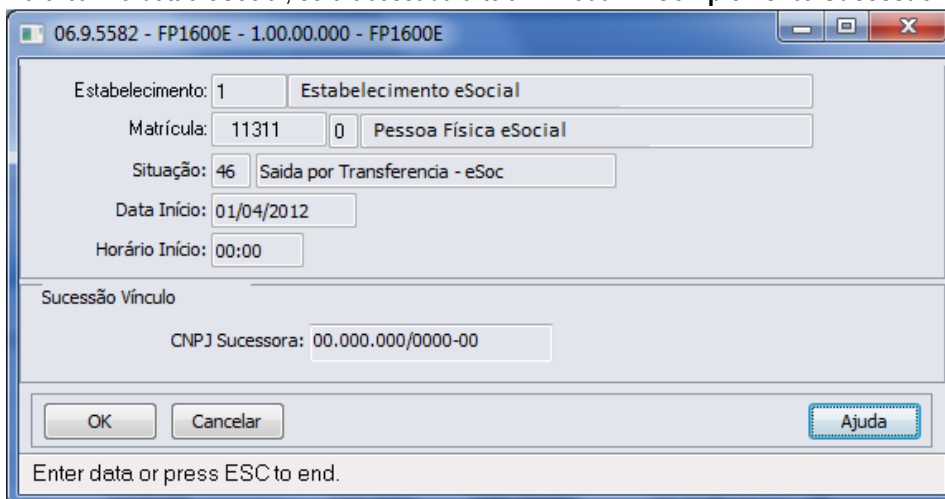 06.9.5582 - FP1600E - 1.00.00.000 - FP1600E
Estabelecimento: 1 Estabelecimento eSocial
Matrícula: 11311 0 Pessoa Física eSocial
Situação: 46 Saida por Transferencia - eSoc
Data Início: 01/04/2012
Horário Início: 00:00
Sucessão Vínculo
CNPJ Sucessora: 00.000.000/0000-00
OK Cancelar Ajuda
Enter data or press ESC to end.